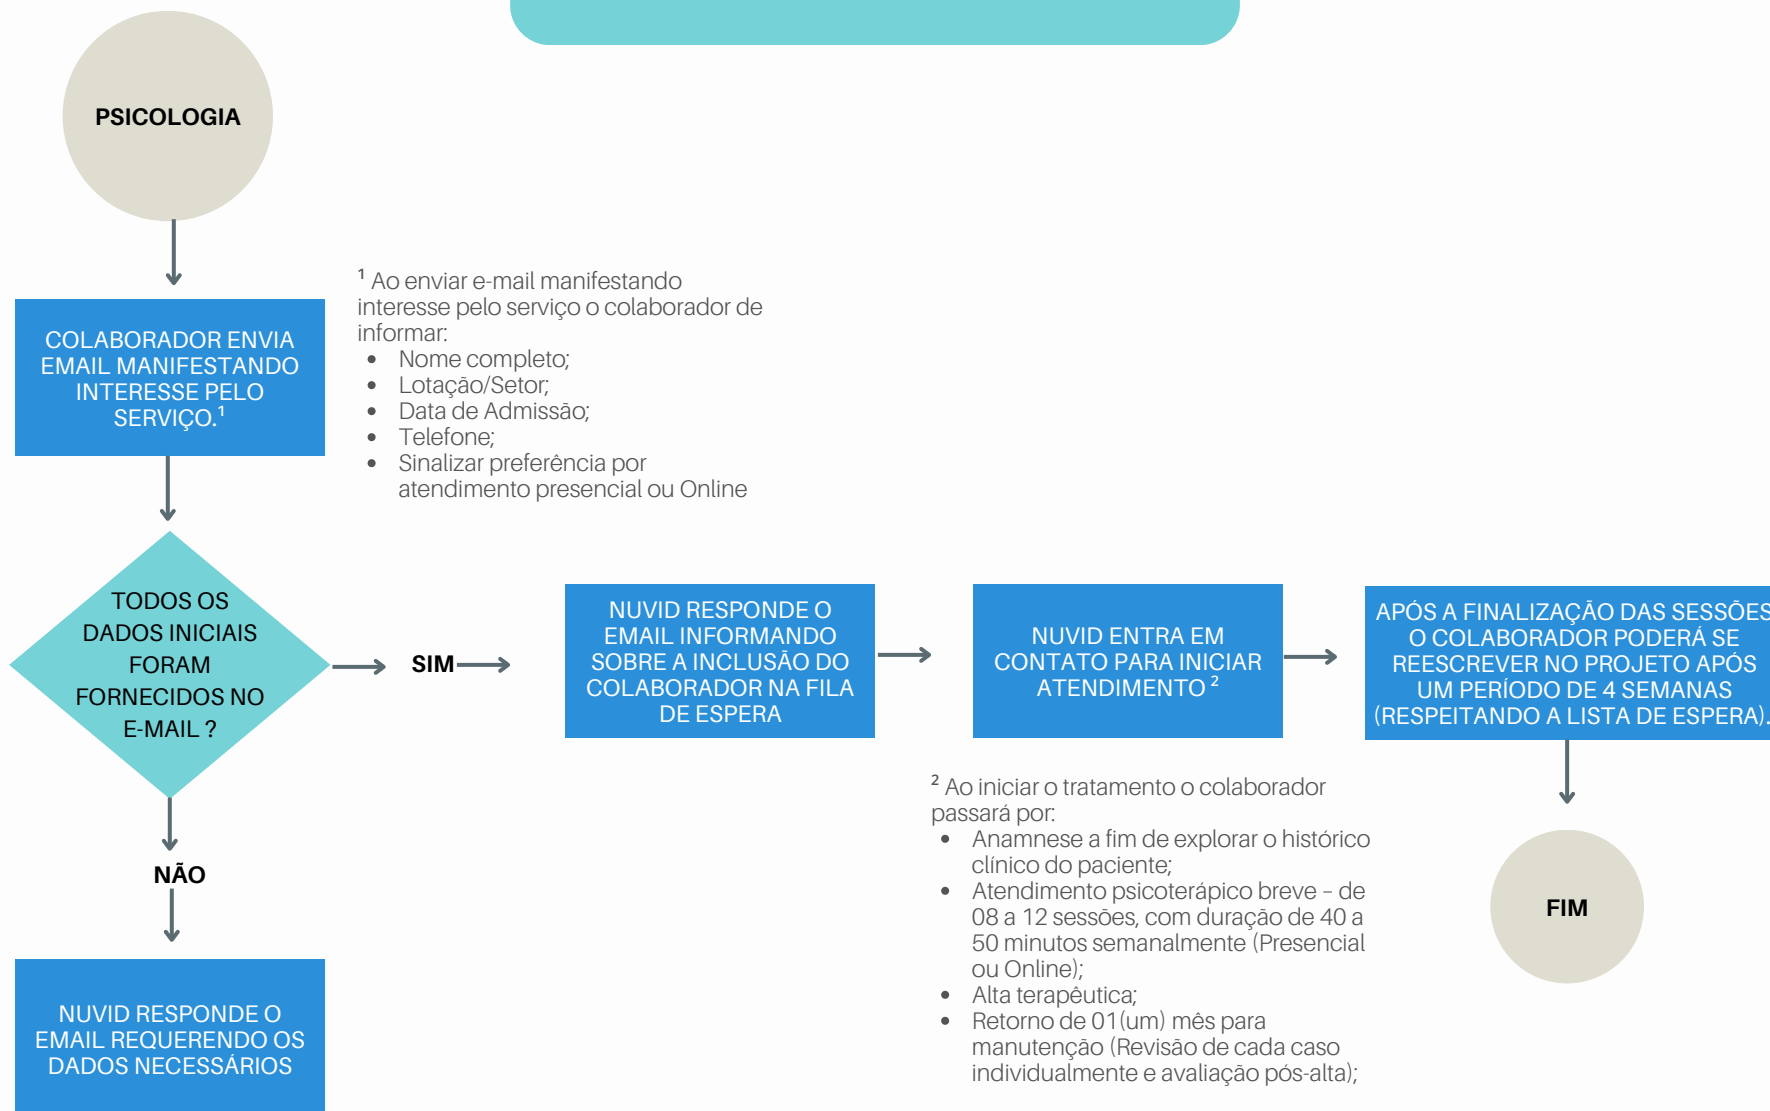 PSICOLOGIA
COLABORADOR ENVIA
EMAIL MANIFESTANDO
INTERESSE PELO
SERVIÇO.¹
¹ Ao enviar e-mail manifestando
interesse pelo serviço o colaborador de
informar:
• Nome completo;
• Lotação/Setor;
• Data de Admissão;
• Telefone;
• Sinalizar preferência por
atendimento presencial ou Online
TODOS OS
DADOS INICIAIS
FORAM
FORNECIDOS NO
E-MAIL ?
SIM
NUVID RESPONDE O
EMAIL INFORMANDO
SOBRE A INCLUSÃO DO
COLABORADOR NA FILA
DE ESPERA
NUVID ENTRA EM
CONTATO PARA INICIAR
ATENDIMENTO ²
APÓS A FINALIZAÇÃO DAS SESSÕES
O COLABORADOR PODERÁ SE
REESCREVER NO PROJETO APÓS
UM PERÍODO DE 4 SEMANAS
(RESPEITANDO A LISTA DE ESPERA).
² Ao iniciar o tratamento o colaborador
passará por:
• Anamnese a fim de explorar o histórico
clínico do paciente;
• Atendimento psicoterápico breve – de
08 a 12 sessões, com duração de 40 a
50 minutos semanalmente (Presencial
ou Online);
• Alta terapêutica;
• Retorno de 01(um) mês para
manutenção (Revisão de cada caso
individualmente e avaliação pós-alta);
FIM
NÃO
NUVID RESPONDE O
EMAIL REQUERENDO OS
DADOS NECESSÁRIOS